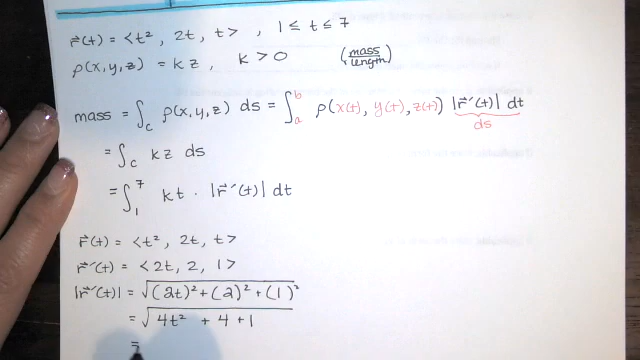 r⃗(t) = <t², 2t, t> , 1 ≤ t ≤ 7
ρ(x,y,z) = kz , k > 0 (mass/length)
mass = ∫_C ρ(x,y,z) ds = ∫_a^b ρ(x(t), y(t), z(t)) |r⃗′(t)| dt
ds
= ∫_C kz ds
= ∫_1^7 kt · |r⃗′(t)| dt
r⃗(t) = <t², 2t, t>
r⃗′(t) = <2t, 2, 1>
|r⃗′(t)| = √((2t)² + (2)² + (1)²)
= √(4t² + 4 + 1)
=